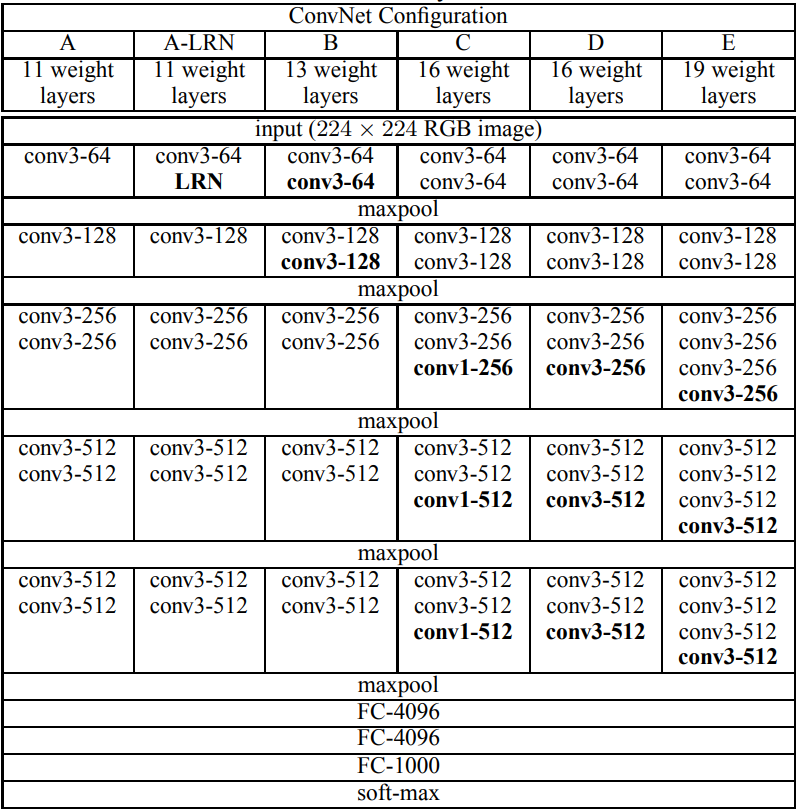 ConvNet Configuration
A A-LRN B C D E
11 weight 11 weight 13 weight 16 weight 16 weight 19 weight
layers layers layers layers layers layers
input (224 × 224 RGB image)
conv3-64 conv3-64 conv3-64 conv3-64 conv3-64 conv3-64
LRN conv3-64 conv3-64 conv3-64 conv3-64
maxpool
conv3-128 conv3-128 conv3-128 conv3-128 conv3-128 conv3-128
conv3-128 conv3-128 conv3-128 conv3-128
maxpool
conv3-256 conv3-256 conv3-256 conv3-256 conv3-256 conv3-256
conv3-256 conv3-256 conv3-256 conv3-256 conv3-256 conv3-256
conv1-256 conv3-256 conv3-256
conv3-256
maxpool
conv3-512 conv3-512 conv3-512 conv3-512 conv3-512 conv3-512
conv3-512 conv3-512 conv3-512 conv3-512 conv3-512 conv3-512
conv1-512 conv3-512 conv3-512
conv3-512
maxpool
conv3-512 conv3-512 conv3-512 conv3-512 conv3-512 conv3-512
conv3-512 conv3-512 conv3-512 conv3-512 conv3-512 conv3-512
conv1-512 conv3-512 conv3-512
conv3-512
maxpool
FC-4096
FC-4096
FC-1000
soft-max